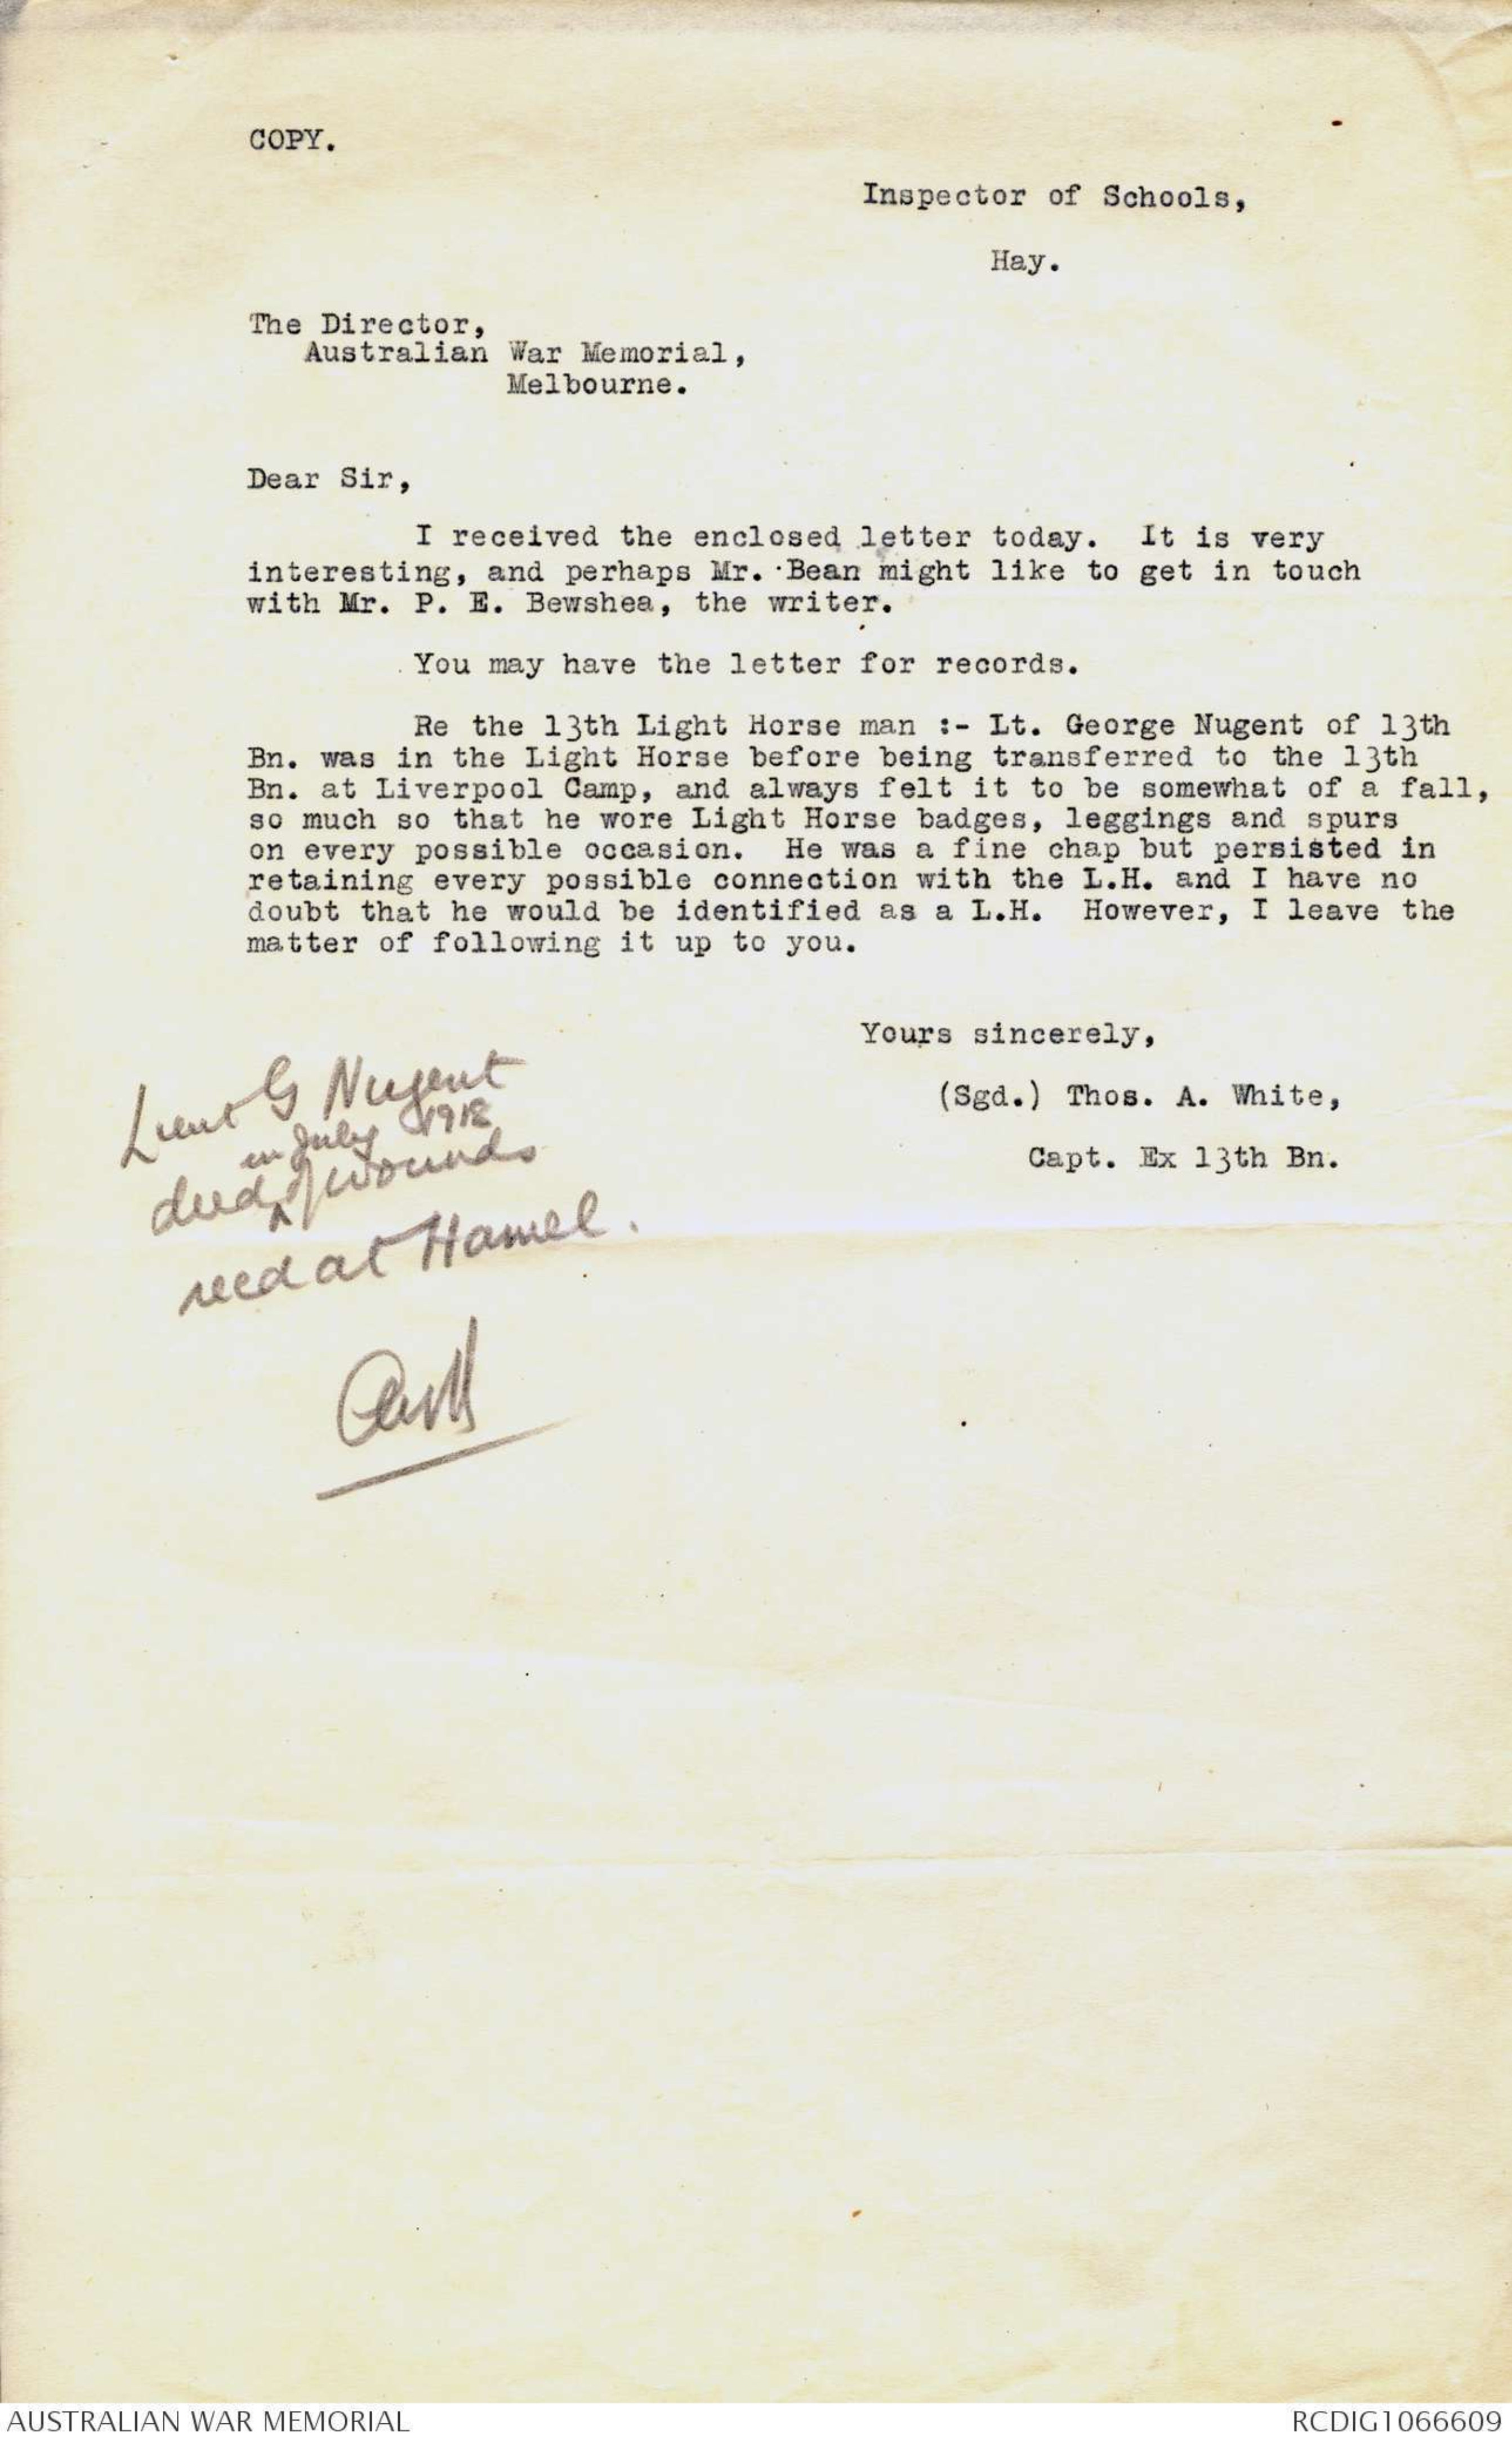 COPY.
Inspector of Schools,
Hay.
The Director,
Australian War Memorial,
Melbourne.
Dear Sir,
I received the enclosed letter today. It is very
interesting, and perhaps Mr. Bean might like to get in touch
with Mr. P. E. Bewshea, the writer.
You may have the letter for records.
Re the 13th Light Horse man :- Lt. George Nugent of 13th
Bn. was in the Light Horse before being transferred to the 13th
Bn. at Liverpool Camp, and always felt it to be somewhat of a fall,
so much so that he wore Light Horse badges, leggings and spurs
on every possible occasion. He was a fine chap but persisted in
retaining every possible connection with the L.H. and I have no
doubt that he would be identified as a L.H. However, I leave the
matter of following it up to you.
Yours sincerely,
(Sgd.) Thos. A. White,
Capt. Ex 13th Bn.
Lieut G Nugent
in July 1918
died of wounds
recd at Hamel.
AUSTRALIAN WAR MEMORIAL
RCDIG1066609